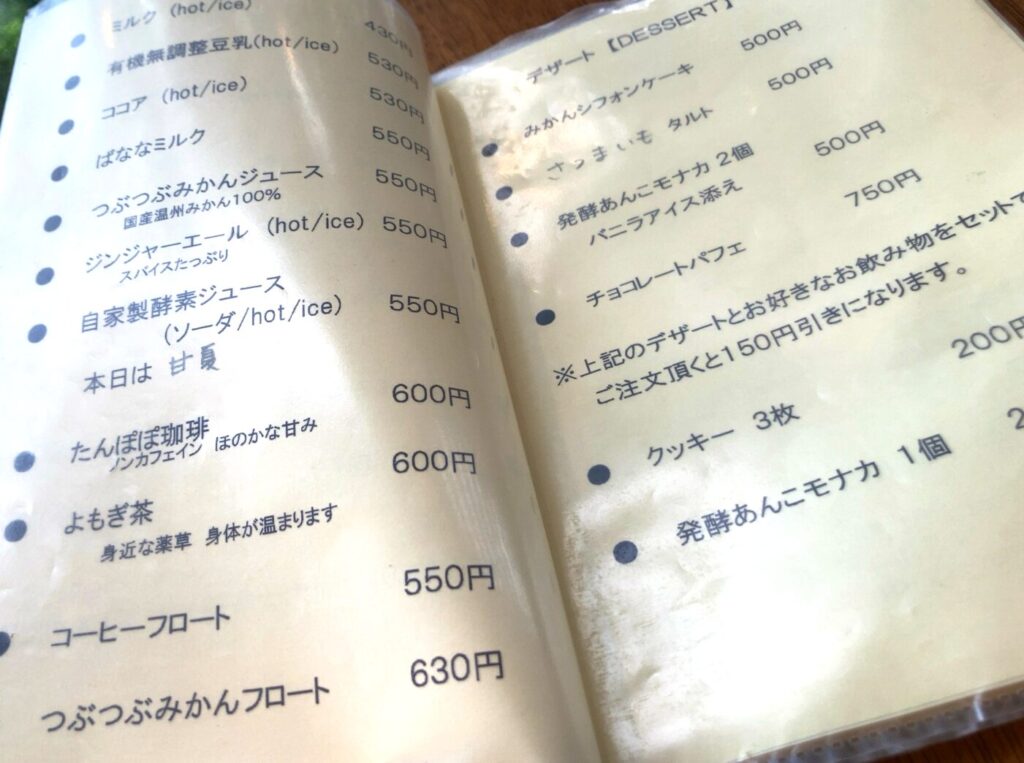 ミルク (hot/ice) 430円
有機無調整豆乳(hot/ice) 530円
ココア (hot/ice) 530円
ばななミルク 550円
つぶつぶみかんジュース 550円
国産温州みかん100%
ジンジャーエール (hot/ice) 550円
スパイスたっぷり
自家製酵素ジュース
(ソーダ/hot/ice) 550円
本日は 甘夏
たんぽぽ珈琲 600円
ノンカフェイン ほのかな甘み
よもぎ茶 600円
身近な薬草 身体が温まります
コーヒーフロート 550円
つぶつぶみかんフロート 630円
デザート【DESSERT】
みかんシフォンケーキ 500円
さつまいも タルト 500円
発酵あんこモナカ 2個 500円
バニラアイス添え
チョコレートパフェ 750円
※上記のデザートとお好きなお飲み物をセットで
ご注文頂くと150円引きになります。
クッキー 3枚 200円
発酵あんこモナカ 1個